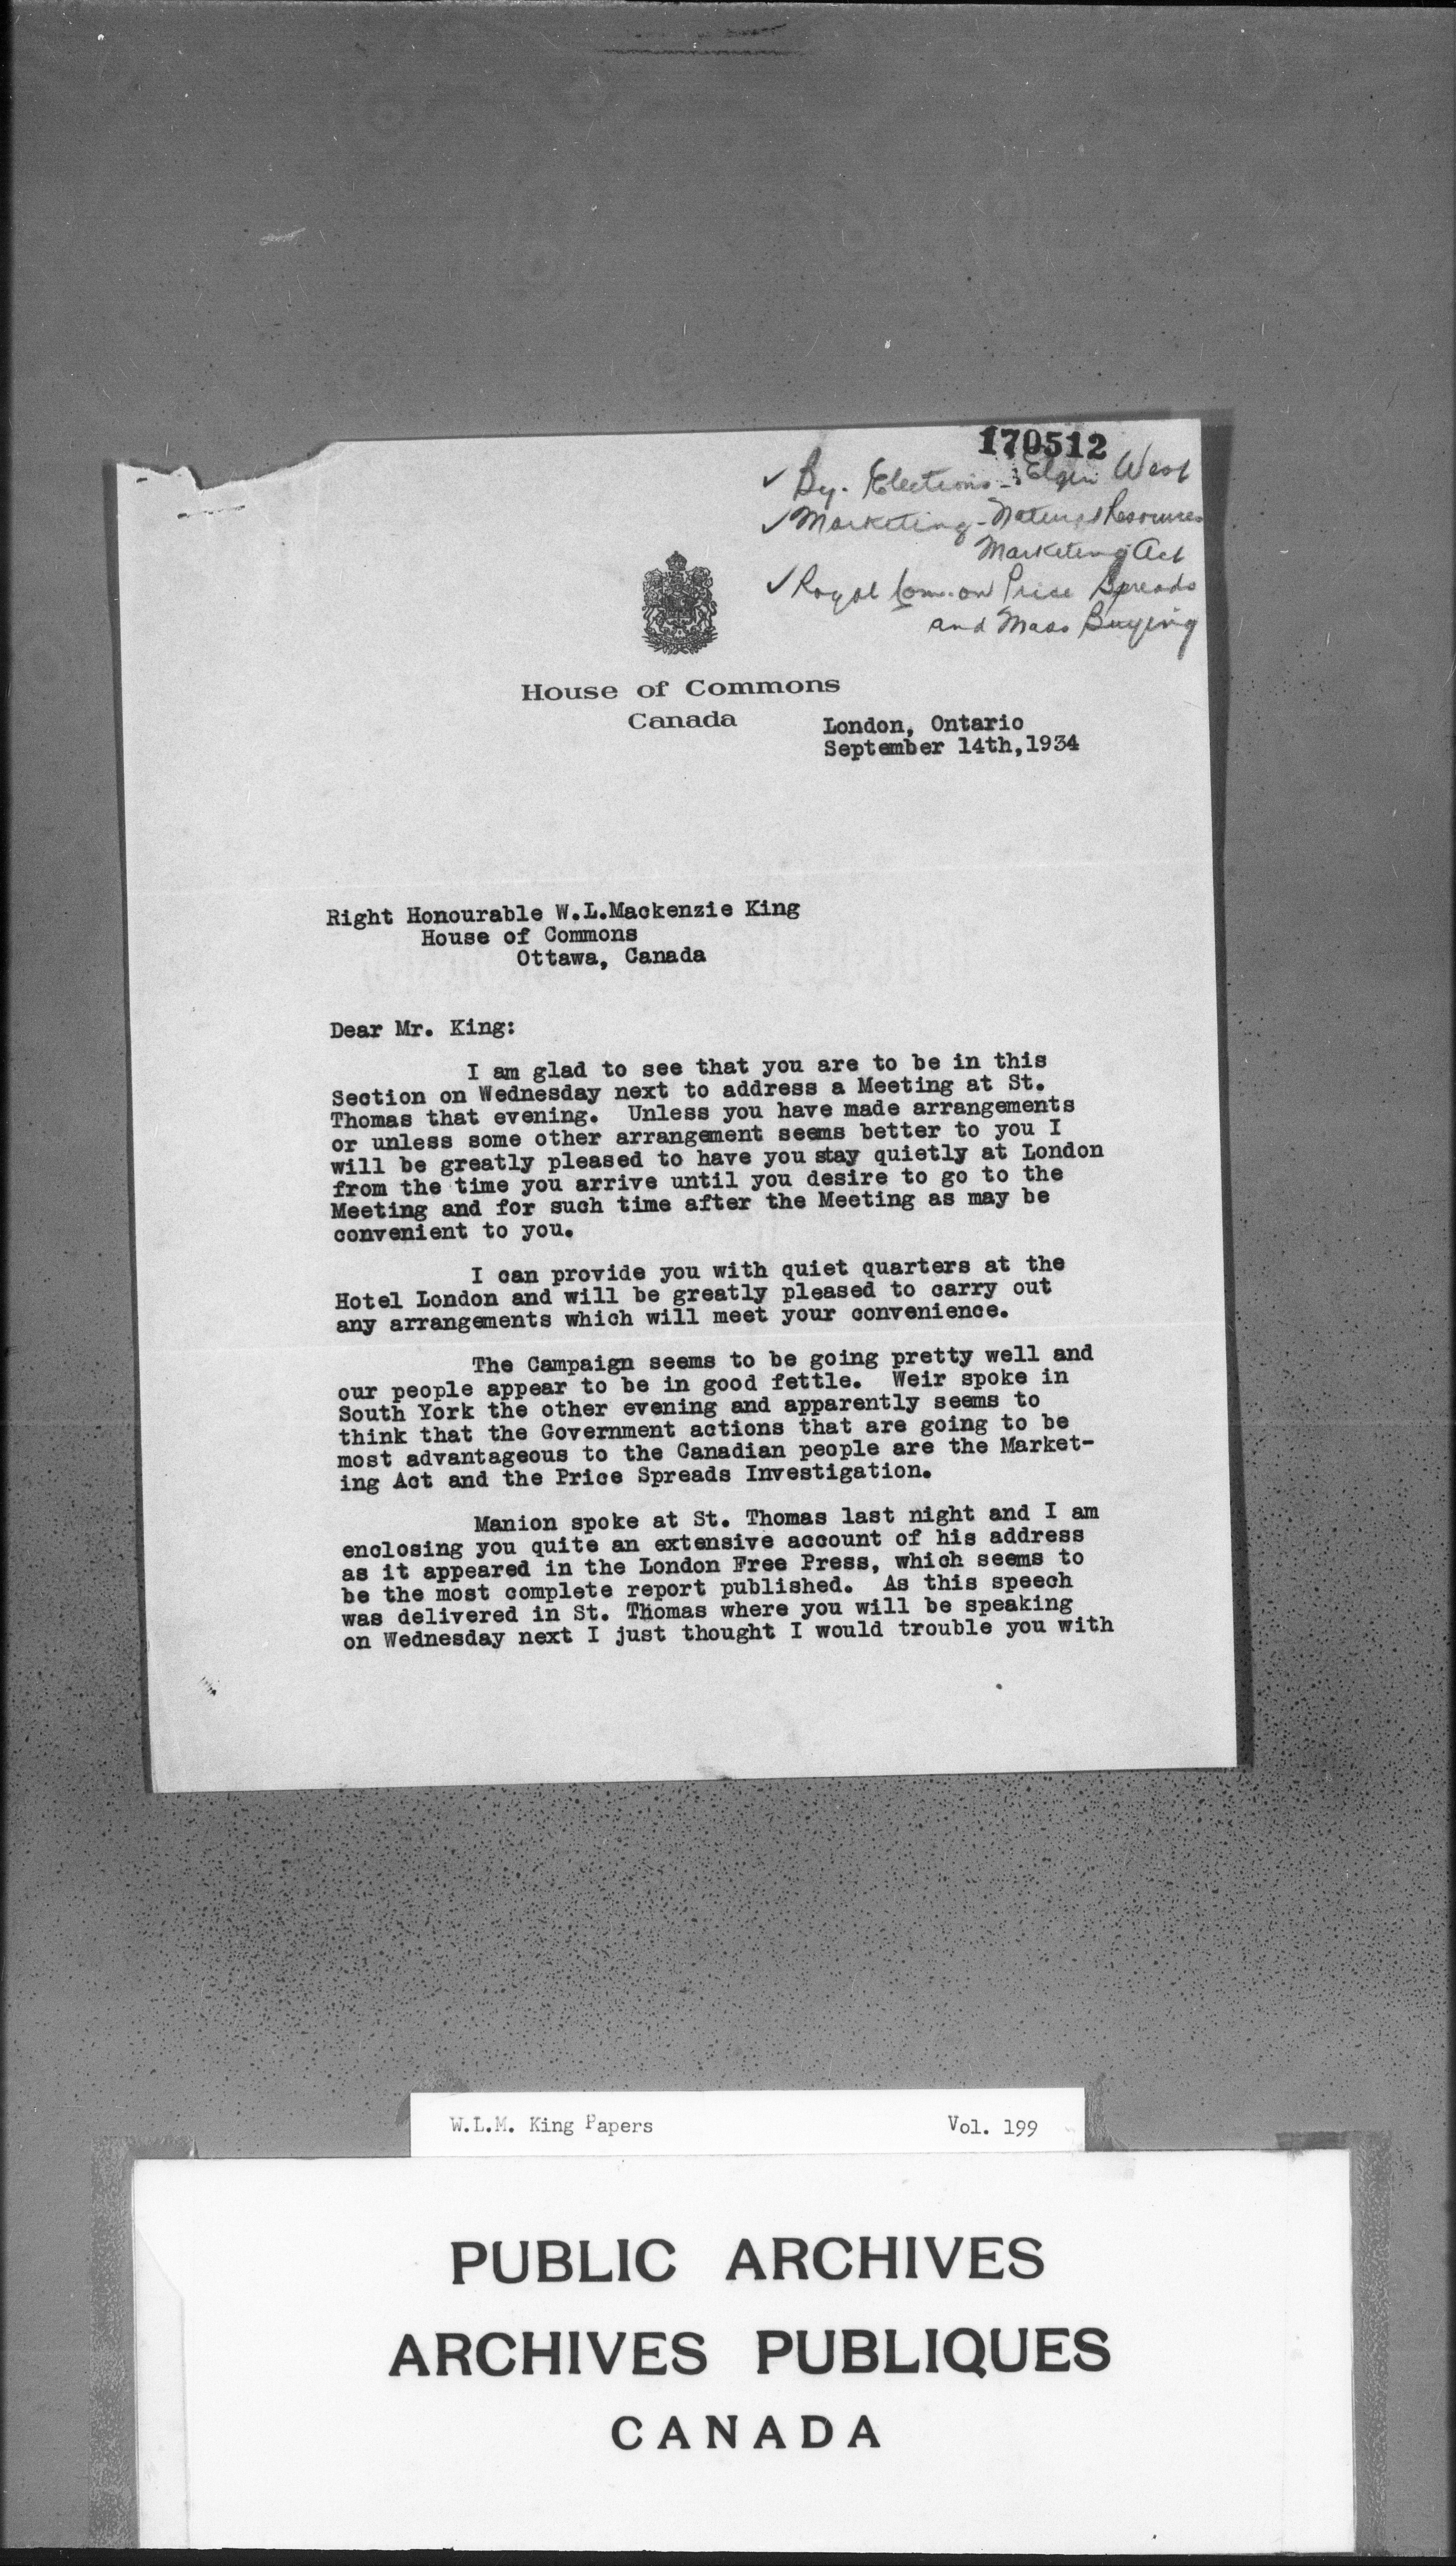 170512
✓ By. Elections - Elgin West
✓ Marketing - Natural Resources
Marketing Act
✓ Royal Com.on Price Spreads
and Mass Buying
House of Commons
Canada
London, Ontario
September 14th,1934
Right Honourable W.L.Mackenzie King
House of Commons
Ottawa, Canada
Dear Mr. King:
I am glad to see that you are to be in this
Section on Wednesday next to address a Meeting at St.
Thomas that evening. Unless you have made arrangements
or unless some other arrangement seems better to you I
will be greatly pleased to have you stay quietly at London
from the time you arrive until you desire to go to the
Meeting and for such time after the Meeting as may be
convenient to you.
I can provide you with quiet quarters at the
Hotel London and will be greatly pleased to carry out
any arrangements which will meet your convenience.
The Campaign seems to be going pretty well and
our people appear to be in good fettle. Weir spoke in
South York the other evening and apparently seems to
think that the Government actions that are going to be
most advantageous to the Canadian people are the Market-
ing Act and the Price Spreads Investigation.
Manion spoke at St. Thomas last night and I am
enclosing you quite an extensive account of his address
as it appeared in the London Free Press, which seems to
be the most complete report published. As this speech
was delivered in St. Thomas where you will be speaking
on Wednesday next I just thought I would trouble you with
W.L.M. King Papers Vol. 199
PUBLIC ARCHIVES
ARCHIVES PUBLIQUES
CANADA